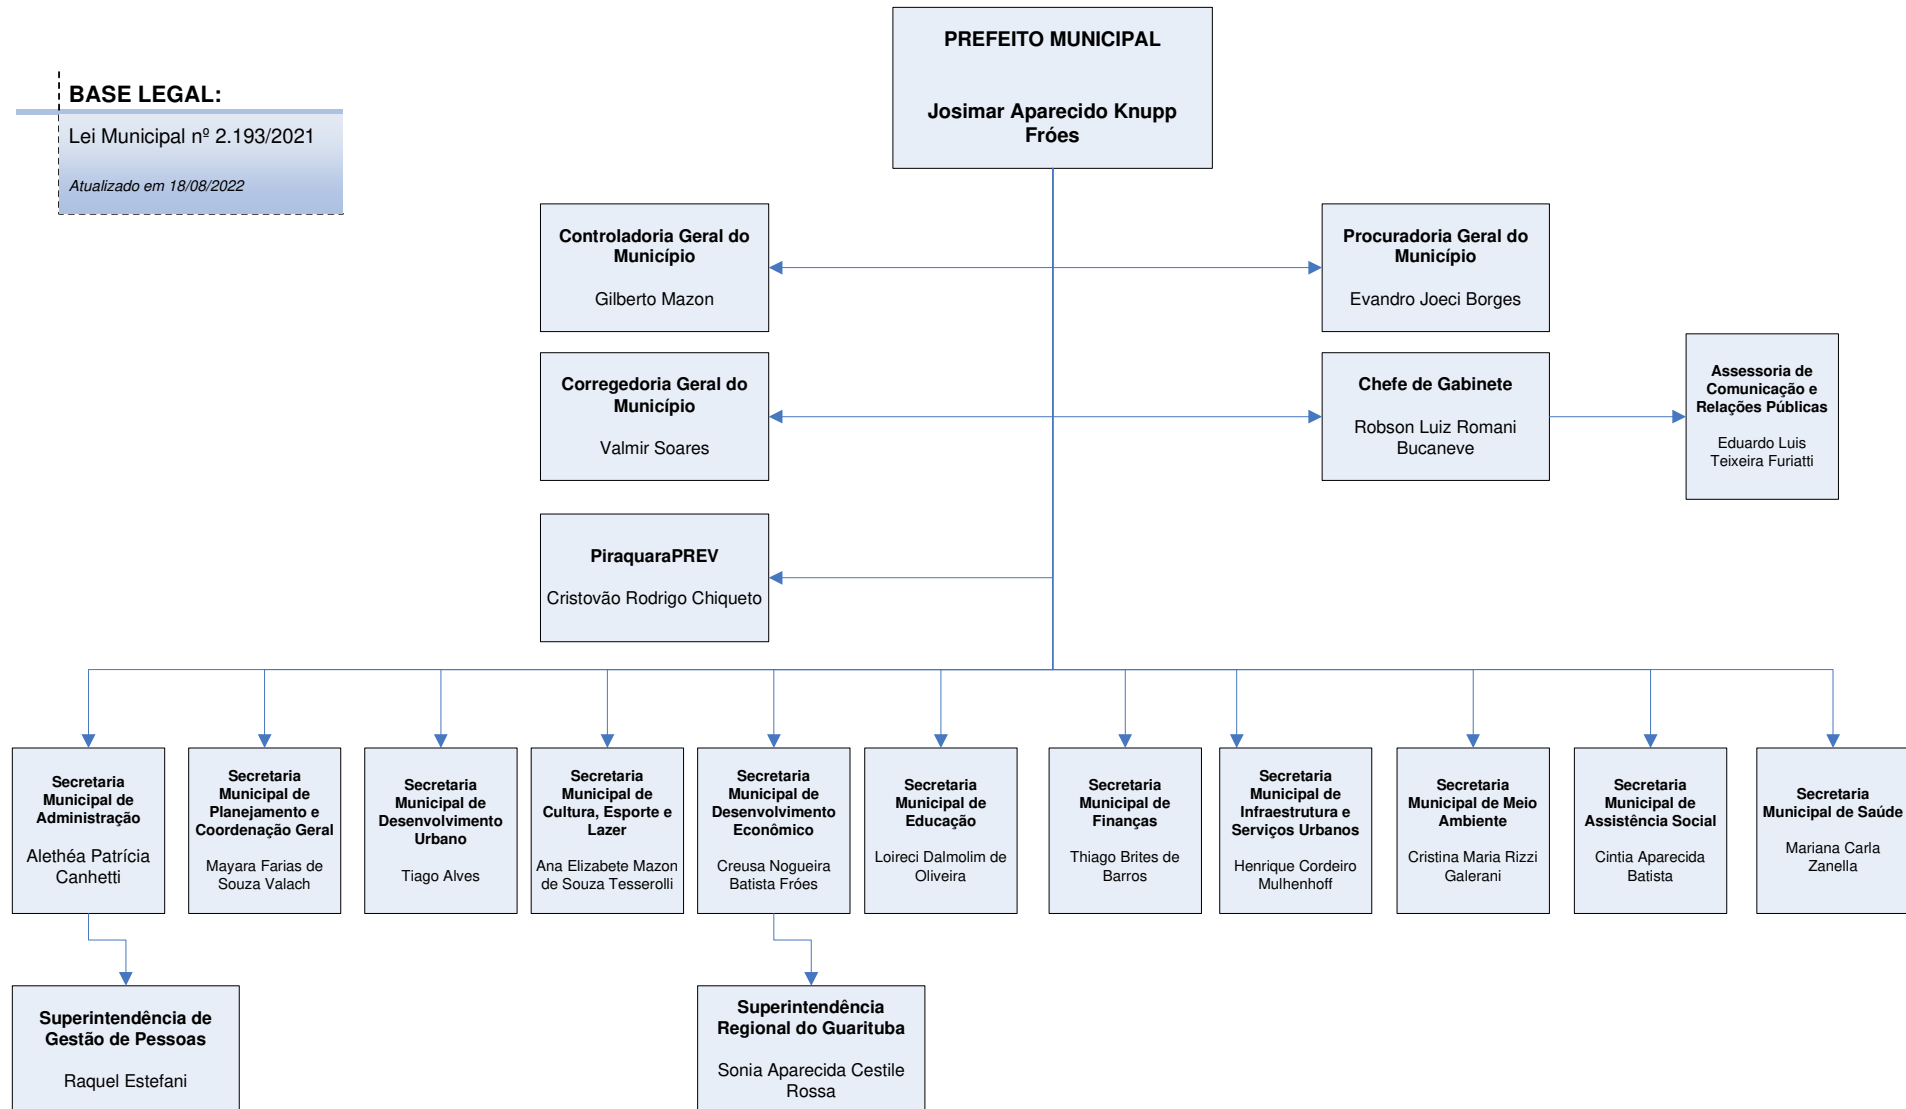 PREFEITO MUNICIPAL
Josimar Aparecido Knupp
Fróes
BASE LEGAL:
Lei Municipal nº 2.193/2021
Atualizado em 18/08/2022
Controladoria Geral do
Município
Gilberto Mazon
Procuradoria Geral do
Município
Evandro Joeci Borges
Corregedoria Geral do
Município
Valmir Soares
Chefe de Gabinete
Robson Luiz Romani
Bucaneve
Assessoria de
Comunicação e
Relações Públicas
Eduardo Luis
Teixeira Furiatti
PiraquaraPREV
Cristovão Rodrigo Chiqueto
Secretaria
Municipal de
Administração
Alethéa Patrícia
Canhetti
Secretaria
Municipal de
Planejamento e
Coordenação Geral
Mayara Farias de
Souza Valach
Secretaria
Municipal de
Desenvolvimento
Urbano
Tiago Alves
Secretaria
Municipal de
Cultura, Esporte e
Lazer
Ana Elizabete Mazon
de Souza Tesserolli
Secretaria
Municipal de
Desenvolvimento
Econômico
Creusa Nogueira
Batista Fróes
Secretaria
Municipal de
Educação
Loireci Dalmolim de
Oliveira
Secretaria
Municipal de
Finanças
Thiago Brites de
Barros
Secretaria
Municipal de
Infraestrutura e
Serviços Urbanos
Henrique Cordeiro
Mulhenhoff
Secretaria
Municipal de Meio
Ambiente
Cristina Maria Rizzi
Galerani
Secretaria
Municipal de
Assistência Social
Cintia Aparecida
Batista
Secretaria
Municipal de Saúde
Mariana Carla
Zanella
Superintendência de
Gestão de Pessoas
Raquel Estefani
Superintendência
Regional do Guarituba
Sonia Aparecida Cestile
Rossa